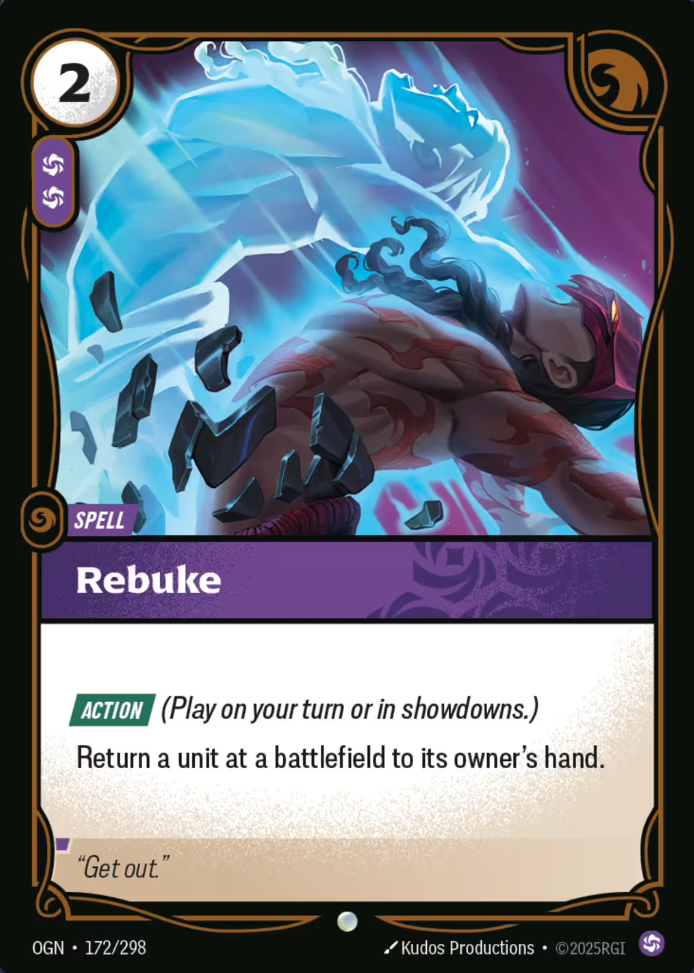 2
SPELL
Rebuke
ACTION (Play on your turn or in showdowns.)
Return a unit at a battlefield to its owner's hand.
“Get out.”
OGN • 172/298 Kudos Productions • ©2025RGI